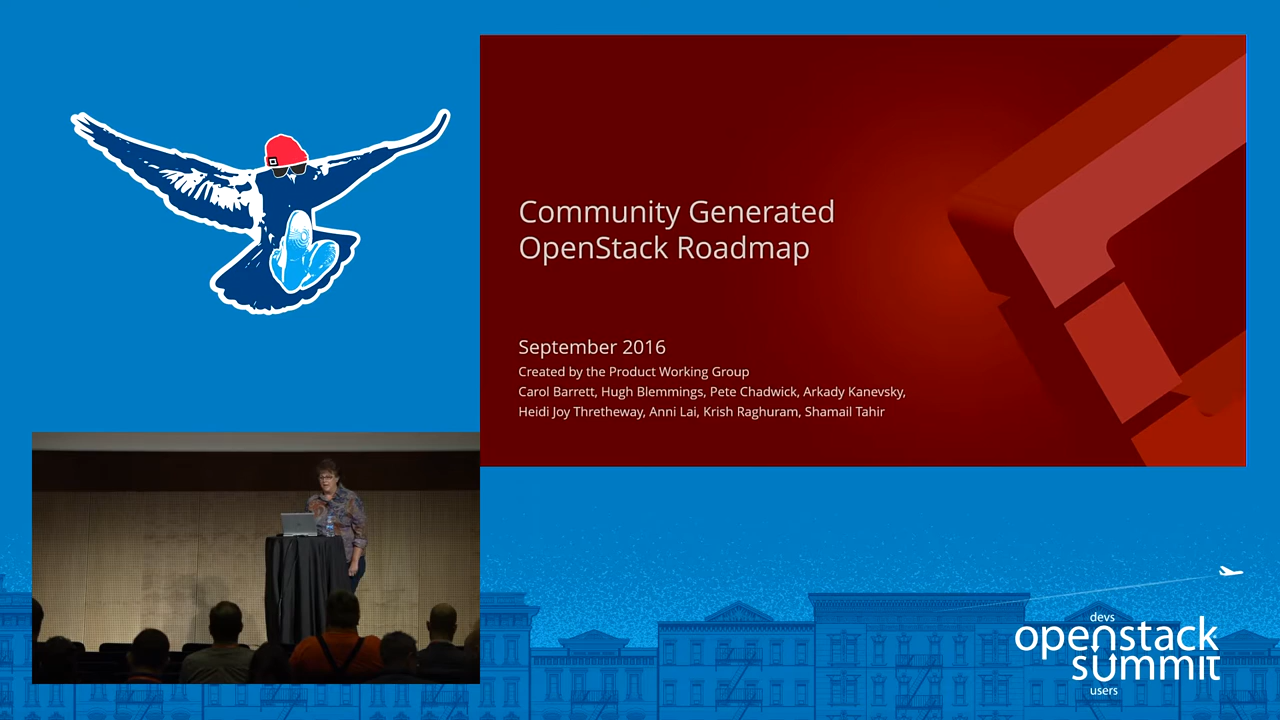 Community Generated
OpenStack Roadmap
September 2016
Created by the Product Working Group
Carol Barrett, Hugh Blemmings, Pete Chadwick, Arkady Kanevsky,
Heidi Joy Thretheway, Anni Lai, Krish Raghuram, Shamail Tahir
devs
openstack
summit
users